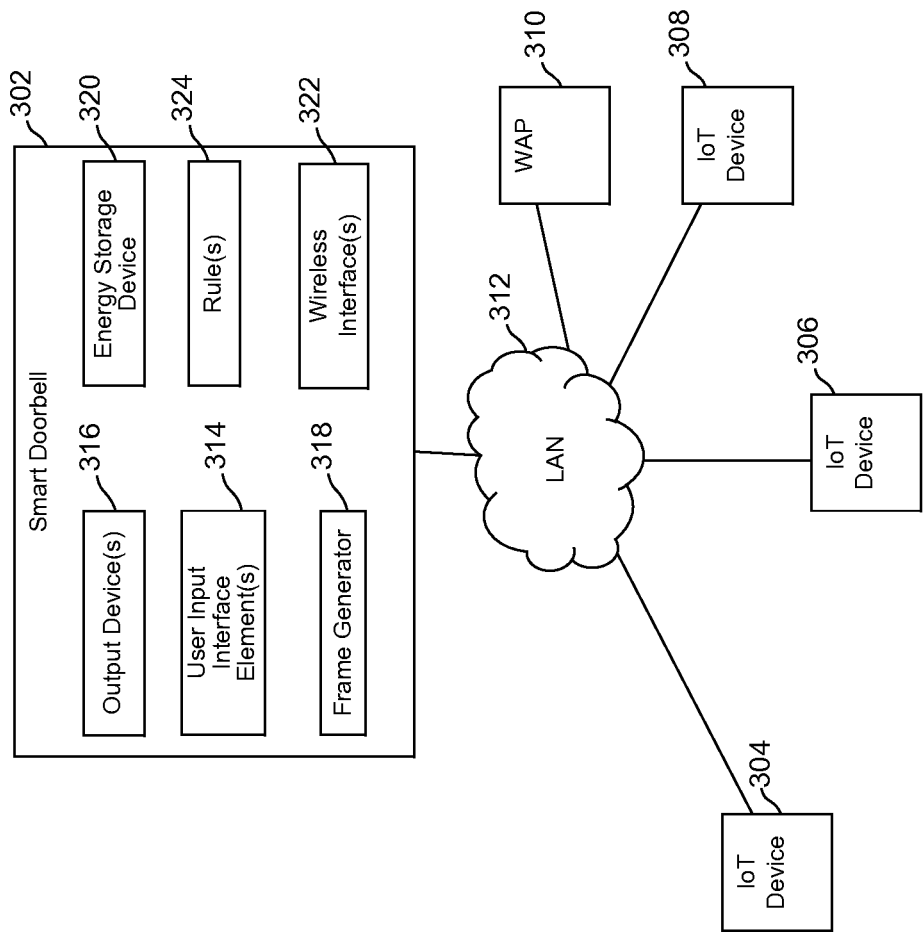 302
Smart Doorbell
316
Output Device(s)
320
Energy Storage
Device
314
User Input
Interface
Element(s)
324
Rule(s)
318
Frame Generator
322
Wireless
Interface(s)
312
LAN
310
WAP
304
IoT
Device
306
IoT
Device
308
IoT
Device